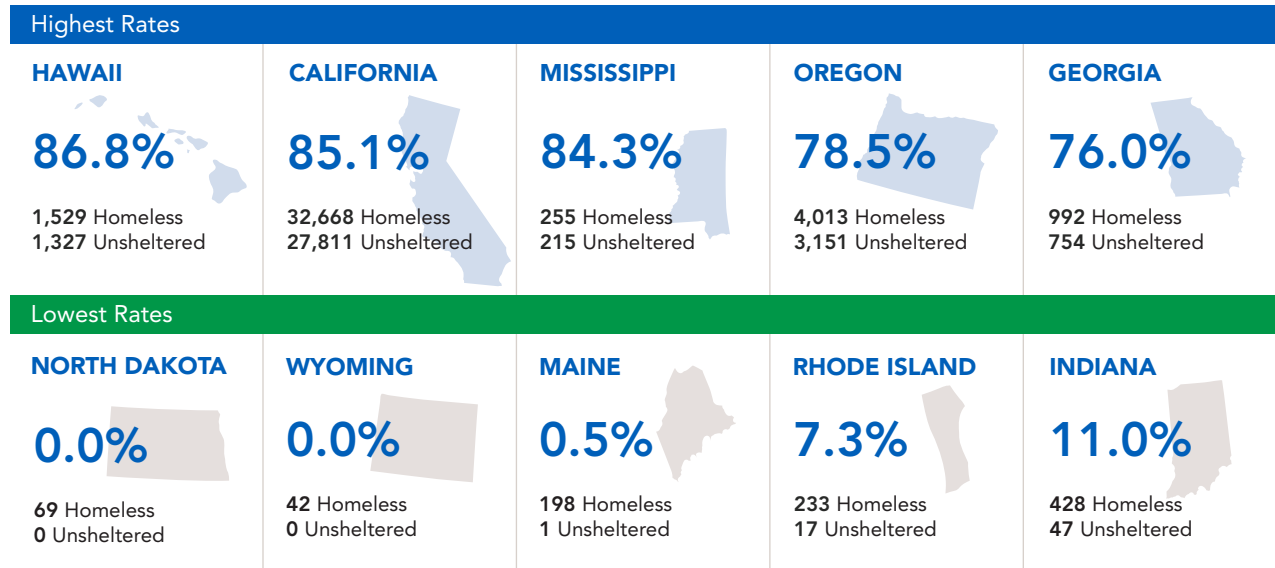 Highest Rates
HAWAII
86.8%
1,529 Homeless
1,327 Unsheltered
CALIFORNIA
85.1%
32,668 Homeless
27,811 Unsheltered
MISSISSIPPI
84.3%
255 Homeless
215 Unsheltered
OREGON
78.5%
4,013 Homeless
3,151 Unsheltered
GEORGIA
76.0%
992 Homeless
754 Unsheltered
Lowest Rates
NORTH DAKOTA
0.0%
69 Homeless
0 Unsheltered
WYOMING
0.0%
42 Homeless
0 Unsheltered
MAINE
0.5%
198 Homeless
1 Unsheltered
RHODE ISLAND
7.3%
233 Homeless
17 Unsheltered
INDIANA
11.0%
428 Homeless
47 Unsheltered